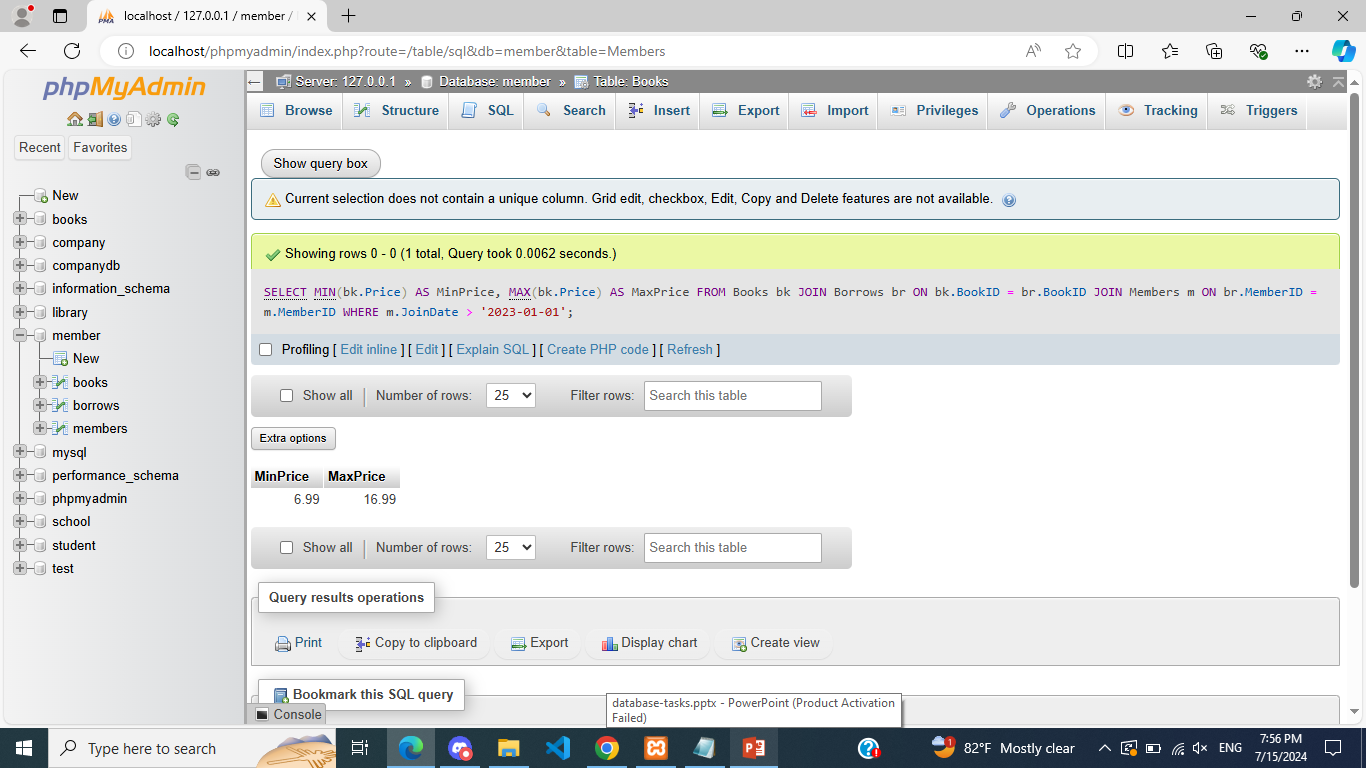 localhost / 127.0.0.1 / member /
localhost/phpmyadmin/index.php?route=/table/sql&db=member&table=Members
phpMyAdmin
Recent
Favorites
New
books
company
companydb
information_schema
library
member
New
books
borrows
members
mysql
performance_schema
phpmyadmin
school
student
test
Server: 127.0.0.1 » Database: member » Table: Books
Browse Structure SQL Search Insert Export Import Privileges Operations Tracking Triggers
Show query box
Current selection does not contain a unique column. Grid edit, checkbox, Edit, Copy and Delete features are not available.
Showing rows 0 - 0 (1 total, Query took 0.0062 seconds.)
SELECT MIN(bk.Price) AS MinPrice, MAX(bk.Price) AS MaxPrice FROM Books bk JOIN Borrows br ON bk.BookID = br.BookID JOIN Members m ON br.MemberID =
m.MemberID WHERE m.JoinDate > '2023-01-01';
Profiling [ Edit inline ] [ Edit ] [ Explain SQL ] [ Create PHP code ] [ Refresh ]
Show all Number of rows: 25 Filter rows: Search this table
Extra options
MinPrice MaxPrice
6.99 16.99
Show all Number of rows: 25 Filter rows: Search this table
Query results operations
Print Copy to clipboard Export Display chart Create view
Bookmark this SQL query
Console
database-tasks.pptx - PowerPoint (Product Activation
Failed)
Type here to search
82°F Mostly clear
ENG
7:56 PM
7/15/2024